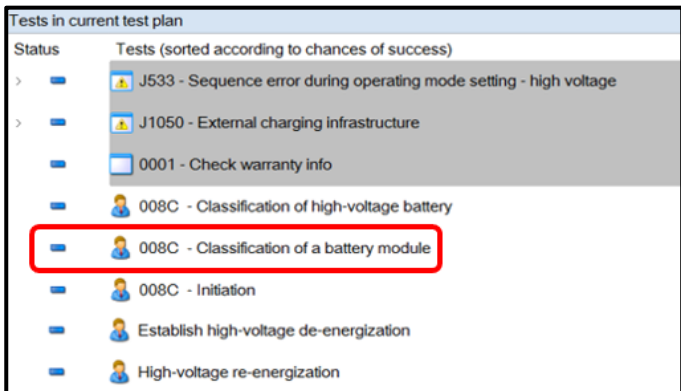 Tests in current test plan
Status Tests (sorted according to chances of success)
J533 - Sequence error during operating mode setting - high voltage
J1050 - External charging infrastructure
0001 - Check warranty info
008C - Classification of high-voltage battery
008C - Classification of a battery module
008C - Initiation
Establish high-voltage de-energization
High-voltage re-energization